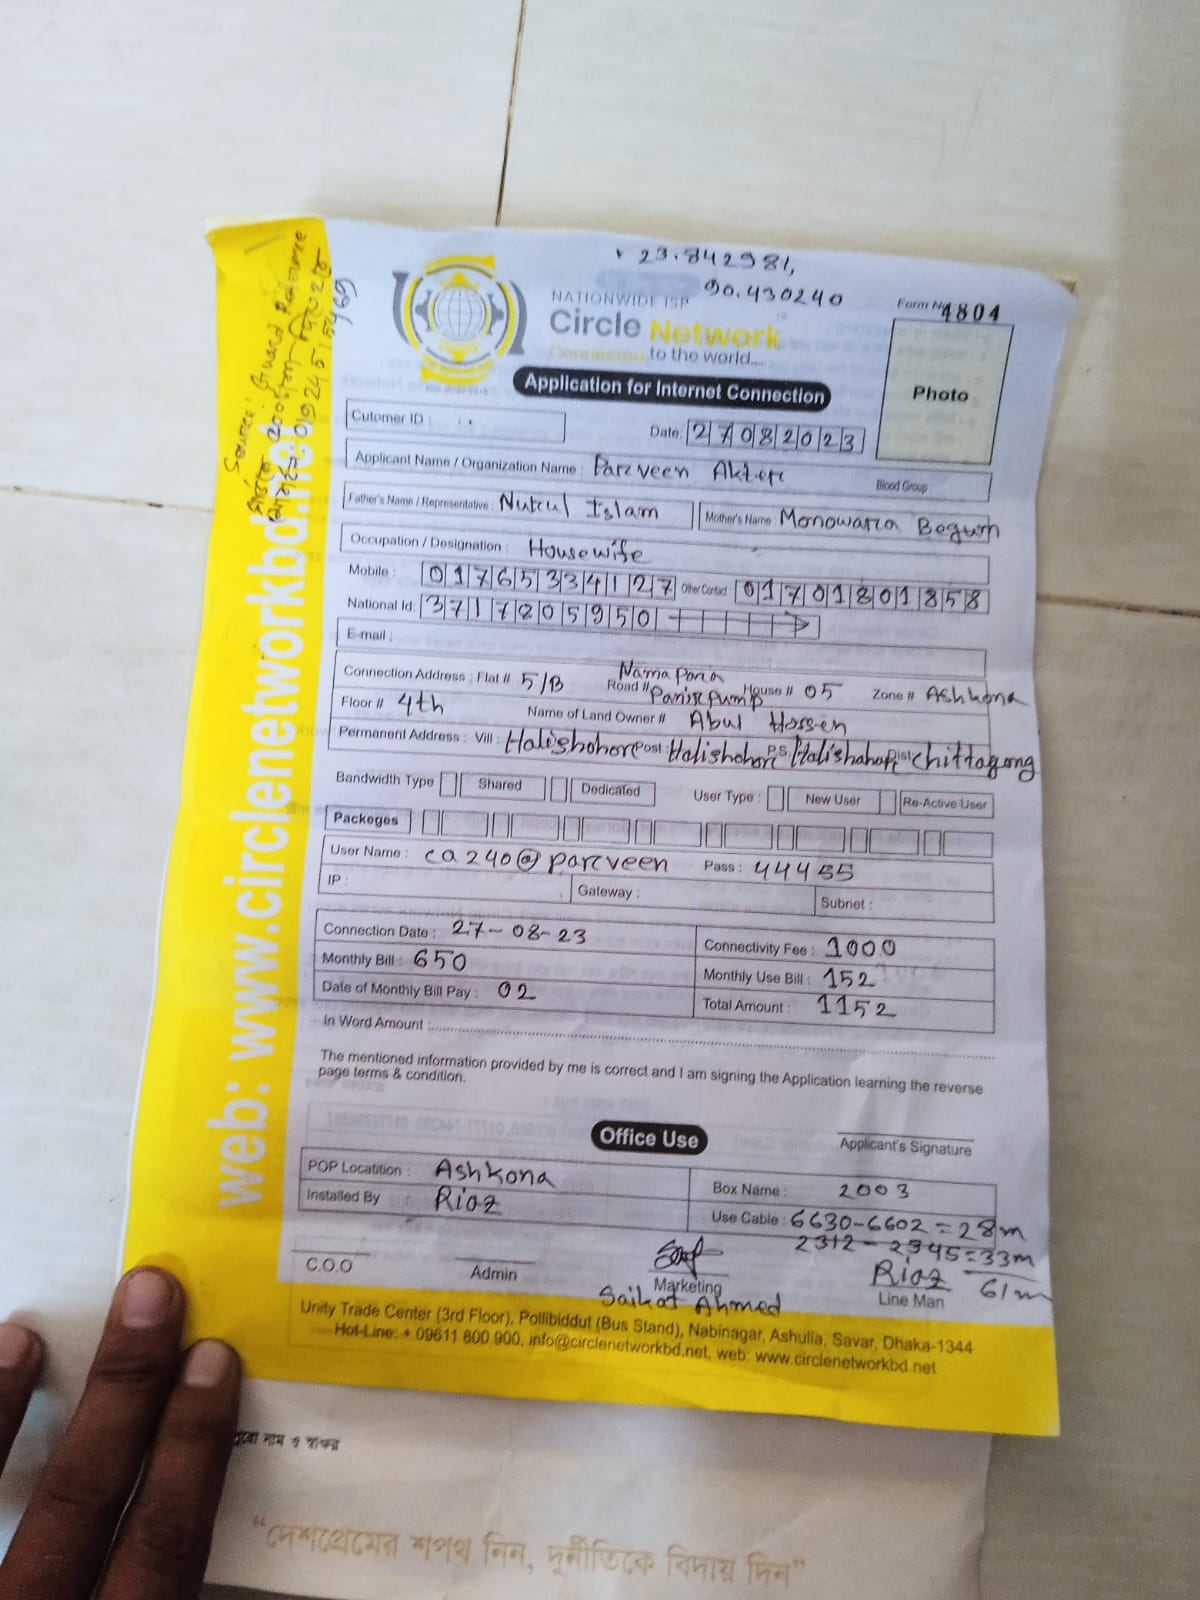 23.842981,
90.430240
Form No 4804
NATIONWIDE ISP
Circle Network
Connected to the world....
Photo
Application for Internet Connection
Cutomer ID :
Date: 27082023
Applicant Name / Organization Name : Parveen Akter
Blood Group :
Father's Name / Representative : Nurul Islam Mother's Name : Monowara Begum
Occupation / Designation : Housewife
Mobile : 01765334127 Other Contact 01701801858
National Id: 3717805950
E-mail :
Connection Address : Flat # 5/B Road # Namapara Panirpump House # 05 Zone # Ashkona
Floor # 4th Name of Land Owner # Abul Hossen
Permanent Address : Vill : Halishohor Post : Halishohor P.S. Halishahor Dist chittagong
Bandwidth Type Shared Dedicated User Type : New User Re-Active User
Packeges
User Name : ca240@parveen Pass : 44455
IP : Gateway : Subnet :
Connection Date : 27-08-23 Connectivity Fee : 1000
Monthly Bill : 650 Monthly Use Bill : 152
Date of Monthly Bill Pay : 02 Total Amount : 1152
In Word Amount :
The mentioned information provided by me is correct and I am signing the Application learning the reverse
page terms & condition.
Applicant's Signature
Office Use
POP Locatition : Ashkona Box Name : 2003
Installed By Riaz Use Cable : 6630-6602=28m
2312-2345=33m
61m
C.O.O Admin Marketing Riaz Line Man
Saikat Ahmed
Unity Trade Center (3rd Floor), Pollibiddut (Bus Stand), Nabinagar, Ashulia, Savar, Dhaka-1344
Hot-Line: + 09611 800 900, info@circlenetworkbd.net, web: www.circlenetworkbd.net
web: www.circlenetworkbd.net
Source: Guard Reference
পুরো নাম ও স্বাক্ষর
“দেশপ্রেমের শপথ নিন, দুর্নীতিকে বিদায় দিন”